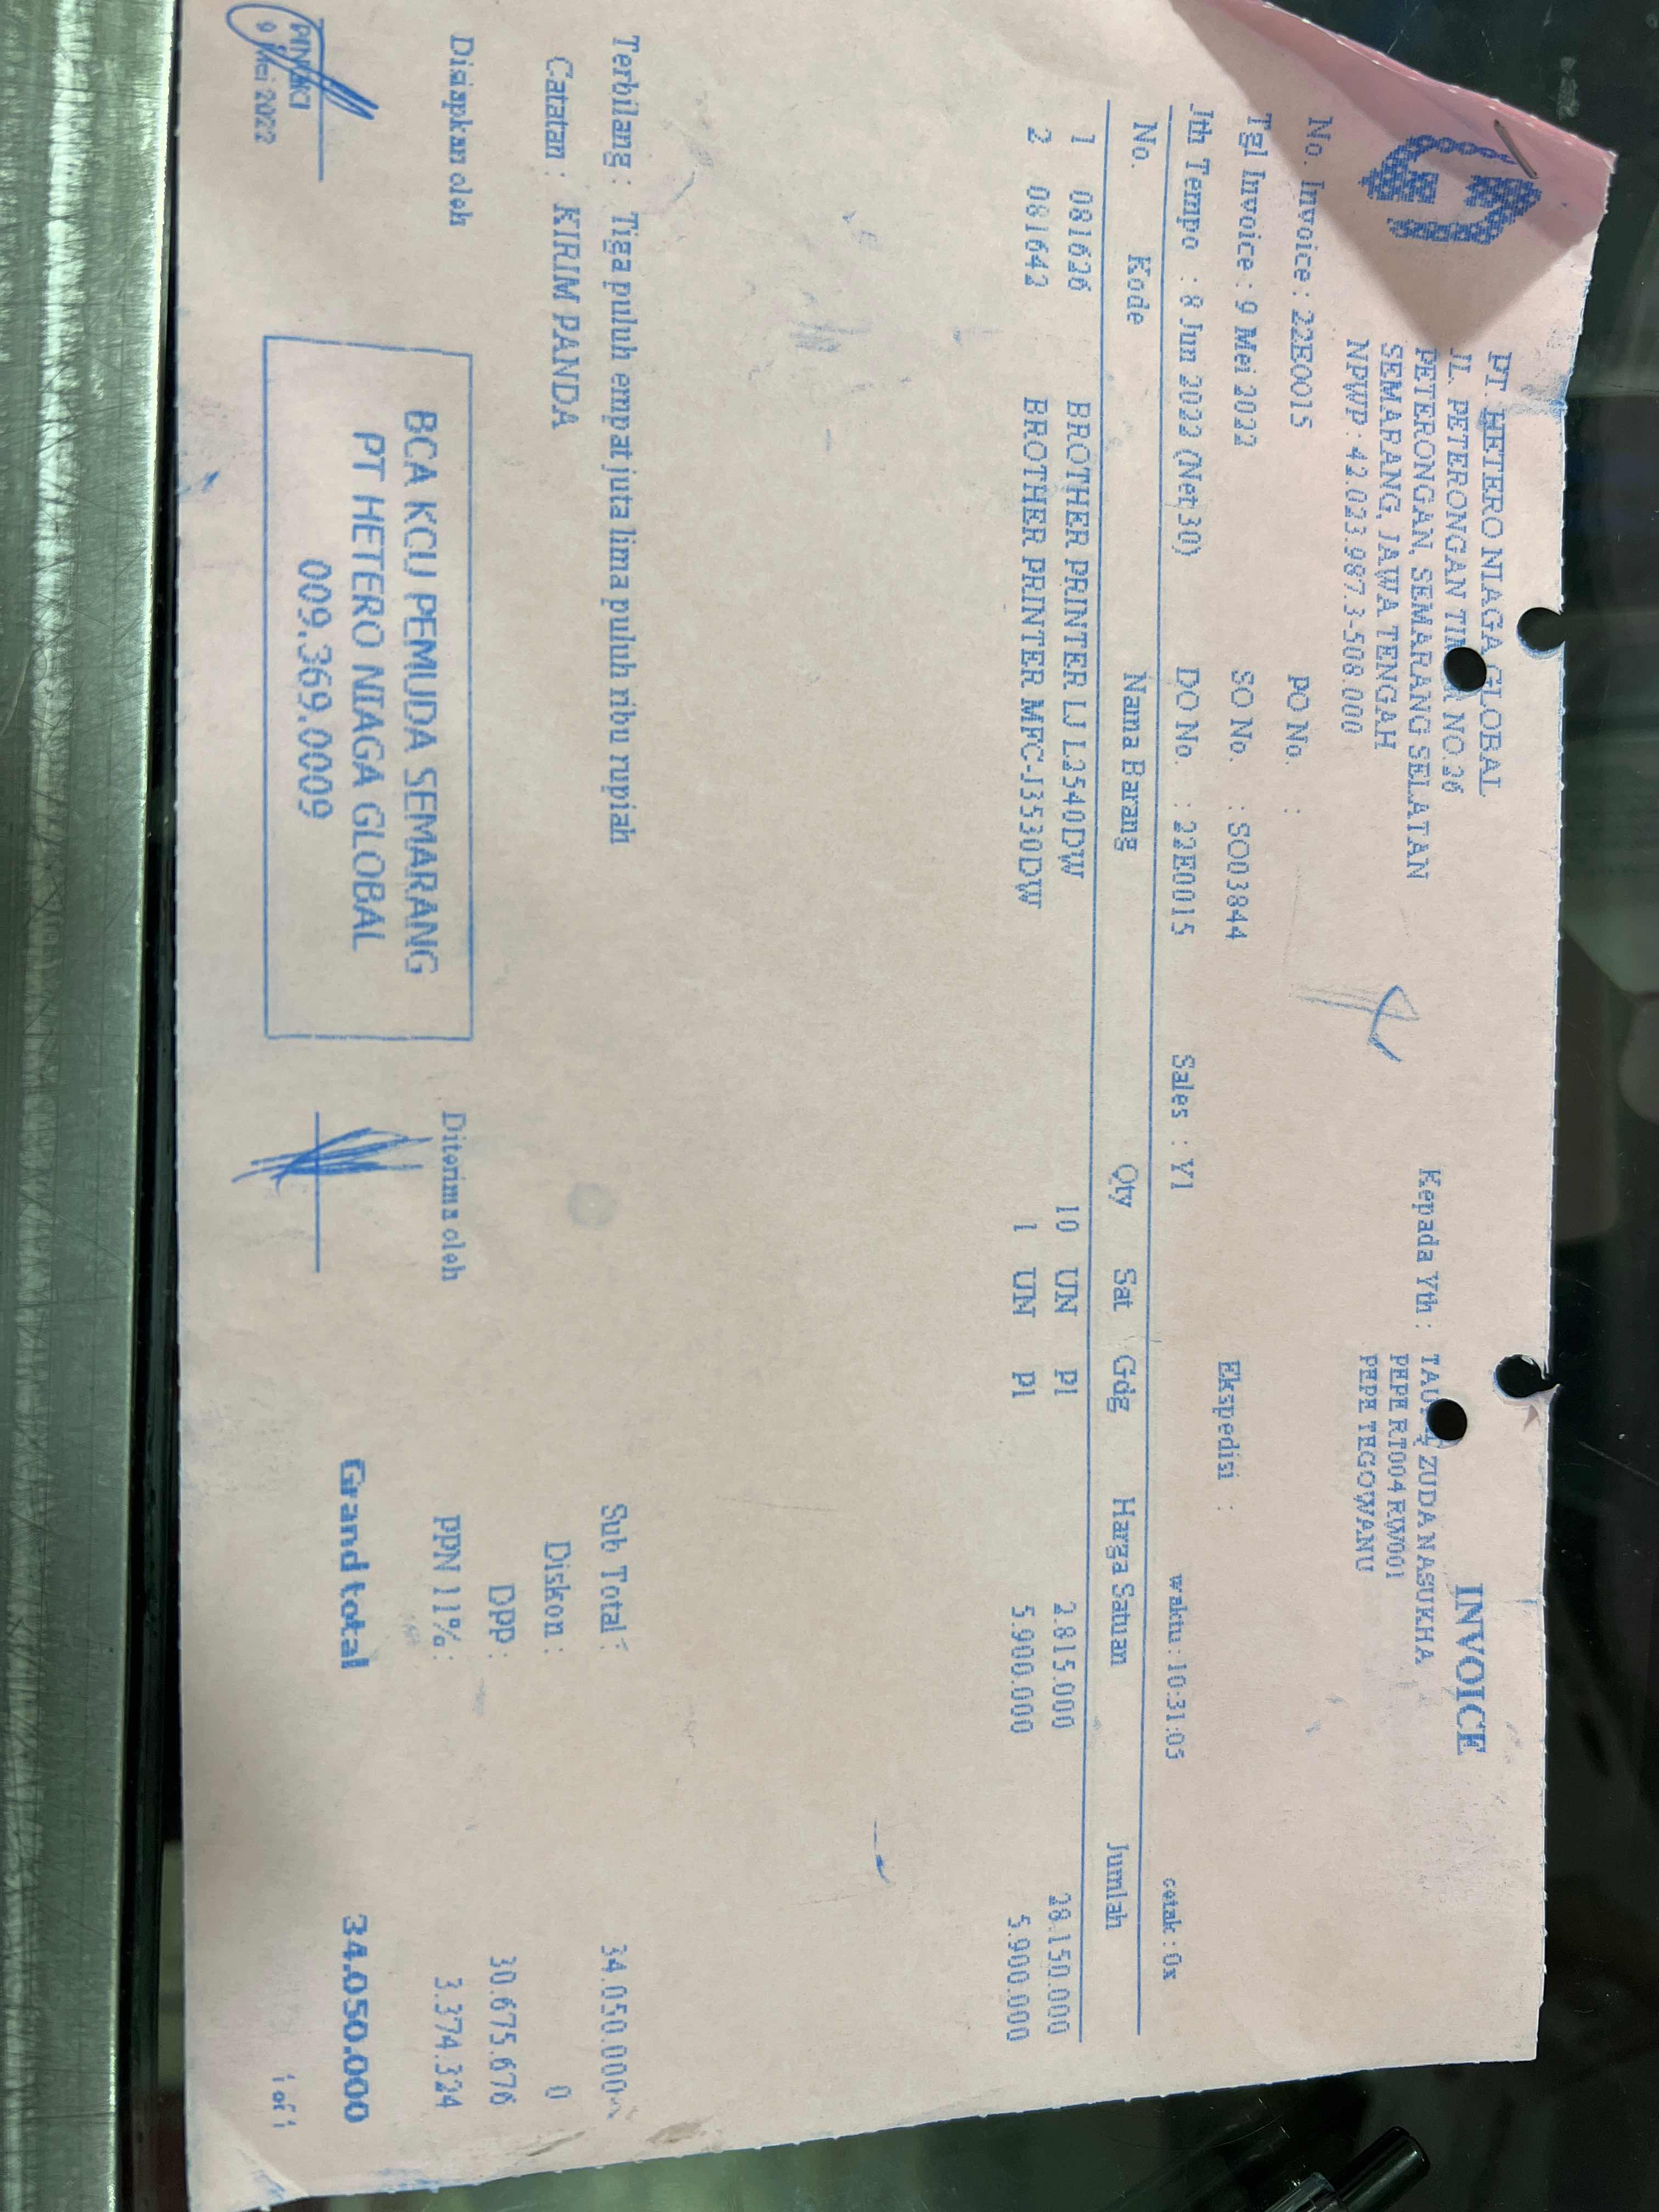 PT. HETERO NIAGA GLOBAL
JL. PETERONGAN NO.26
PETERONGAN, SEMARANG SELATAN
SEMARANG, JAWA TENGAH
NPWP : 42.023.987.3-508.000
INVOICE
Kepada Yth : ZUDA NASUKHA
PEPE RT004 RW001
PEPE TEGOWANU
No. Invoice : 22E0015 PO No. :
Tgl Invoice : 9 Mei 2022 SO No. : SO03844 Ekspedisi :
Jth Tempo : 8 Jun 2022 (Net 30) DO No. : 22E0015 Sales : Y1 waktu : 10:31:05 cetak : 0x
No. Kode Nama Barang Qty Sat Gdg Harga Satuan Jumlah
1 081626 BROTHER PRINTER LJ L2540DW 10 UN P1 2.815.000 28.150.000
2 081642 BROTHER PRINTER MFC-J3530DW 1 UN P1 5.900.000 5.900.000
Terbilang : Tiga puluh empat juta lima puluh ribu rupiah Sub Total : 34.050.000
Catatan : KIRIM PANDA Diskon : 0
DPP : 30.675.676
Disiapkan oleh Diterima oleh PPN 11% : 3.374.324
BCA KCU PEMUDA SEMARANG
PT HETERO NIAGA GLOBAL
009.369.0009
Grand total 34.050.000
9 Mei 2022
1 of 1